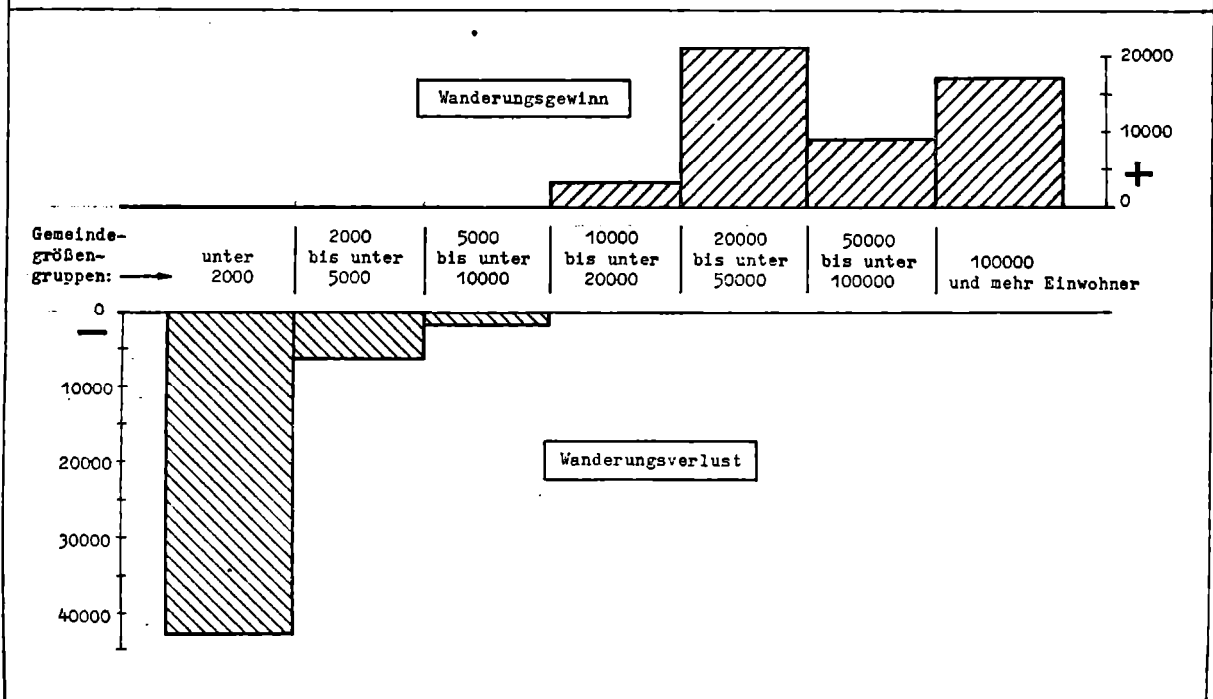 Wanderungsgewinn
20000
10000
+
0
Gemeinde-
größen-
gruppen:
unter
2000
2000
bis unter
5000
5000
bis unter
10000
10000
bis unter
20000
20000
bis unter
50000
50000
bis unter
100000
100000
und mehr Einwohner
0
−
10000
20000
30000
40000
Wanderungsverlust